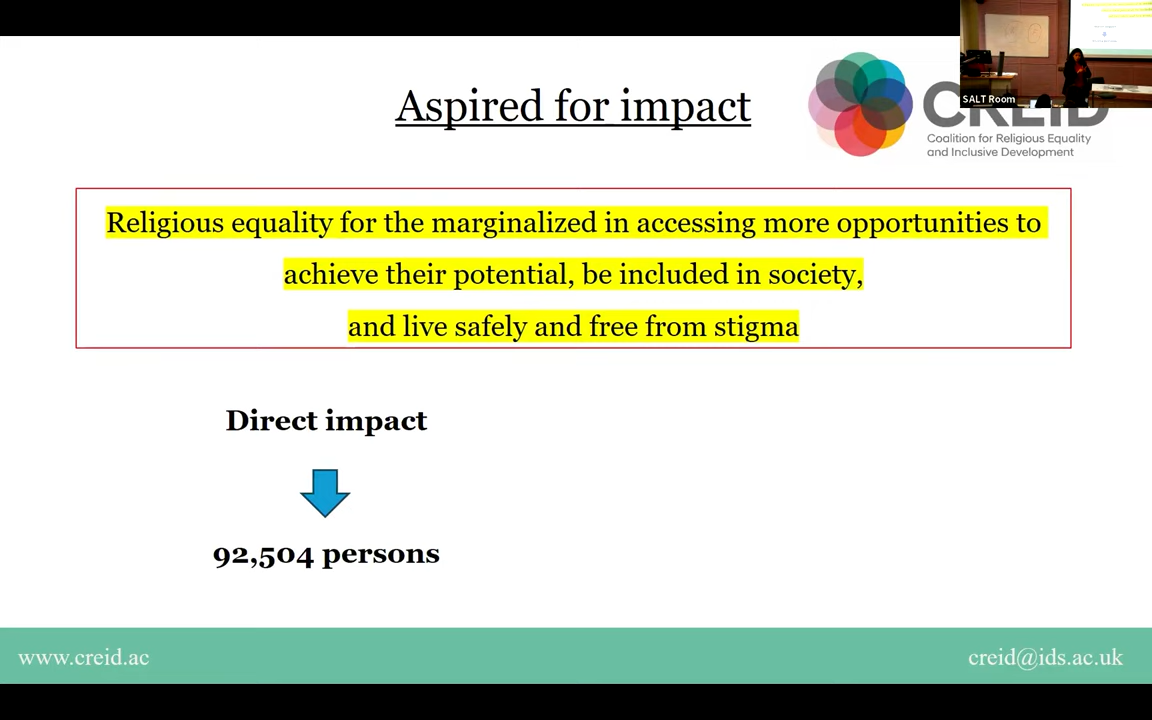 Aspired for impact
SALT Room
CREID
Coalition for Religious Equality
and Inclusive Development
Religious equality for the marginalized in accessing more opportunities to
achieve their potential, be included in society,
and live safely and free from stigma
Direct impact
92,504 persons
www.creid.ac
creid@ids.ac.uk